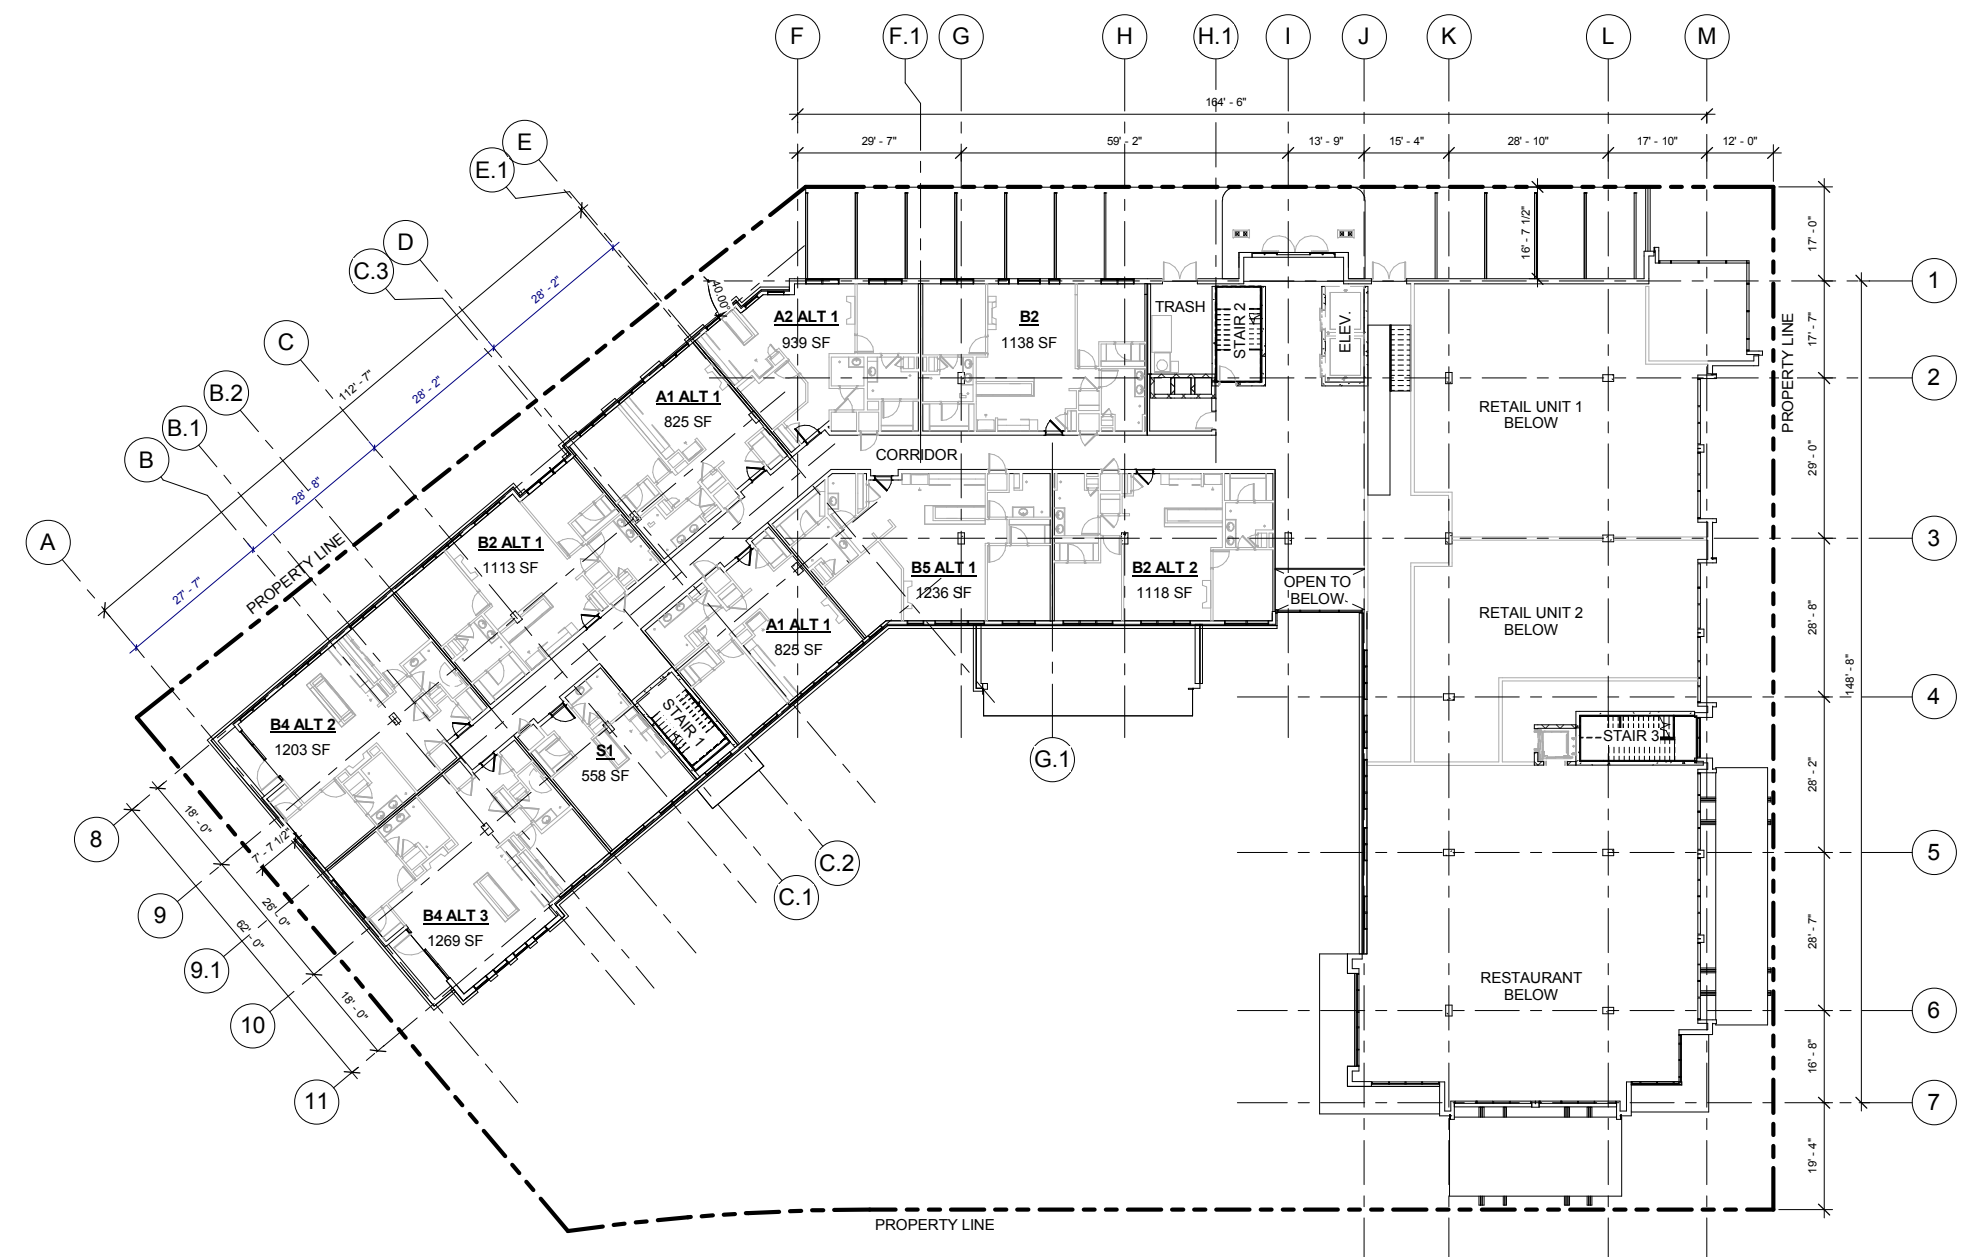 F
F.1
G
H
H.1
I
J
K
L
M
164' - 6"
29' - 7"
59' - 2"
13' - 9"
15' - 4"
28' - 10"
17' - 10"
12' - 0"
E
E.1
D
C.3
C
B.2
B.1
B
A
112' - 7"
28' - 2"
28' - 2"
28' - 8"
27' - 7"
PROPERTY LINE
40.00°
16' - 7 1/2"
17' - 0"
1
17' - 7"
2
PROPERTY LINE
29' - 0"
3
28' - 8"
148' - 8"
4
28' - 2"
5
28' - 7"
6
16' - 8"
7
19' - 4"
A2 ALT 1
939 SF
B2
1138 SF
TRASH
STAIR 2
ELEV.
A1 ALT 1
825 SF
RETAIL UNIT 1
BELOW
CORRIDOR
B2 ALT 1
1113 SF
B5 ALT 1
1236 SF
B2 ALT 2
1118 SF
OPEN TO
BELOW
A1 ALT 1
825 SF
RETAIL UNIT 2
BELOW
B4 ALT 2
1203 SF
S1
558 SF
STAIR 1
STAIR 3
G.1
C.2
C.1
B4 ALT 3
1269 SF
RESTAURANT
BELOW
8
18' - 0"
7' - 7 1/2"
9
26' - 0"
62' - 0"
9.1
10
18' - 0"
11
PROPERTY LINE